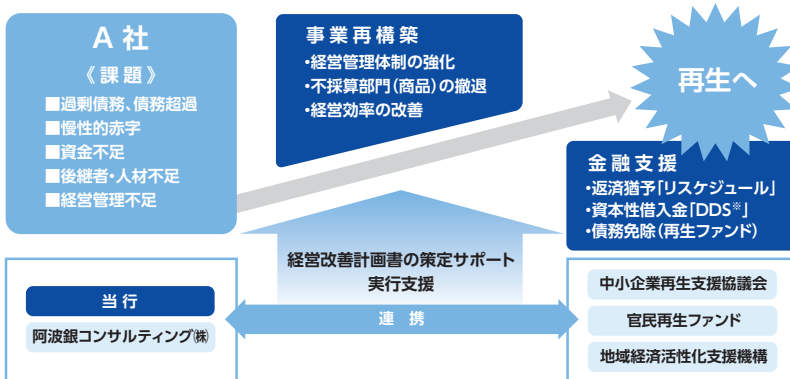 A 社
《 課 題 》
■過剰債務、債務超過
■慢性的赤字
■資金不足
■後継者・人材不足
■経営管理不足
事 業 再 構 築
・経営管理体制の強化
・不採算部門(商品)の撤退
・経営効率の改善
再生へ
金 融 支 援
・返済猶予「リスケジュール」
・資本性借入金「DDS※」
・債務免除(再生ファンド)
経営改善計画書の策定サポート
実行支援
当 行
阿波銀コンサルティング㈱
連 携
中小企業再生支援協議会
官民再生ファンド
地域経済活性化支援機構